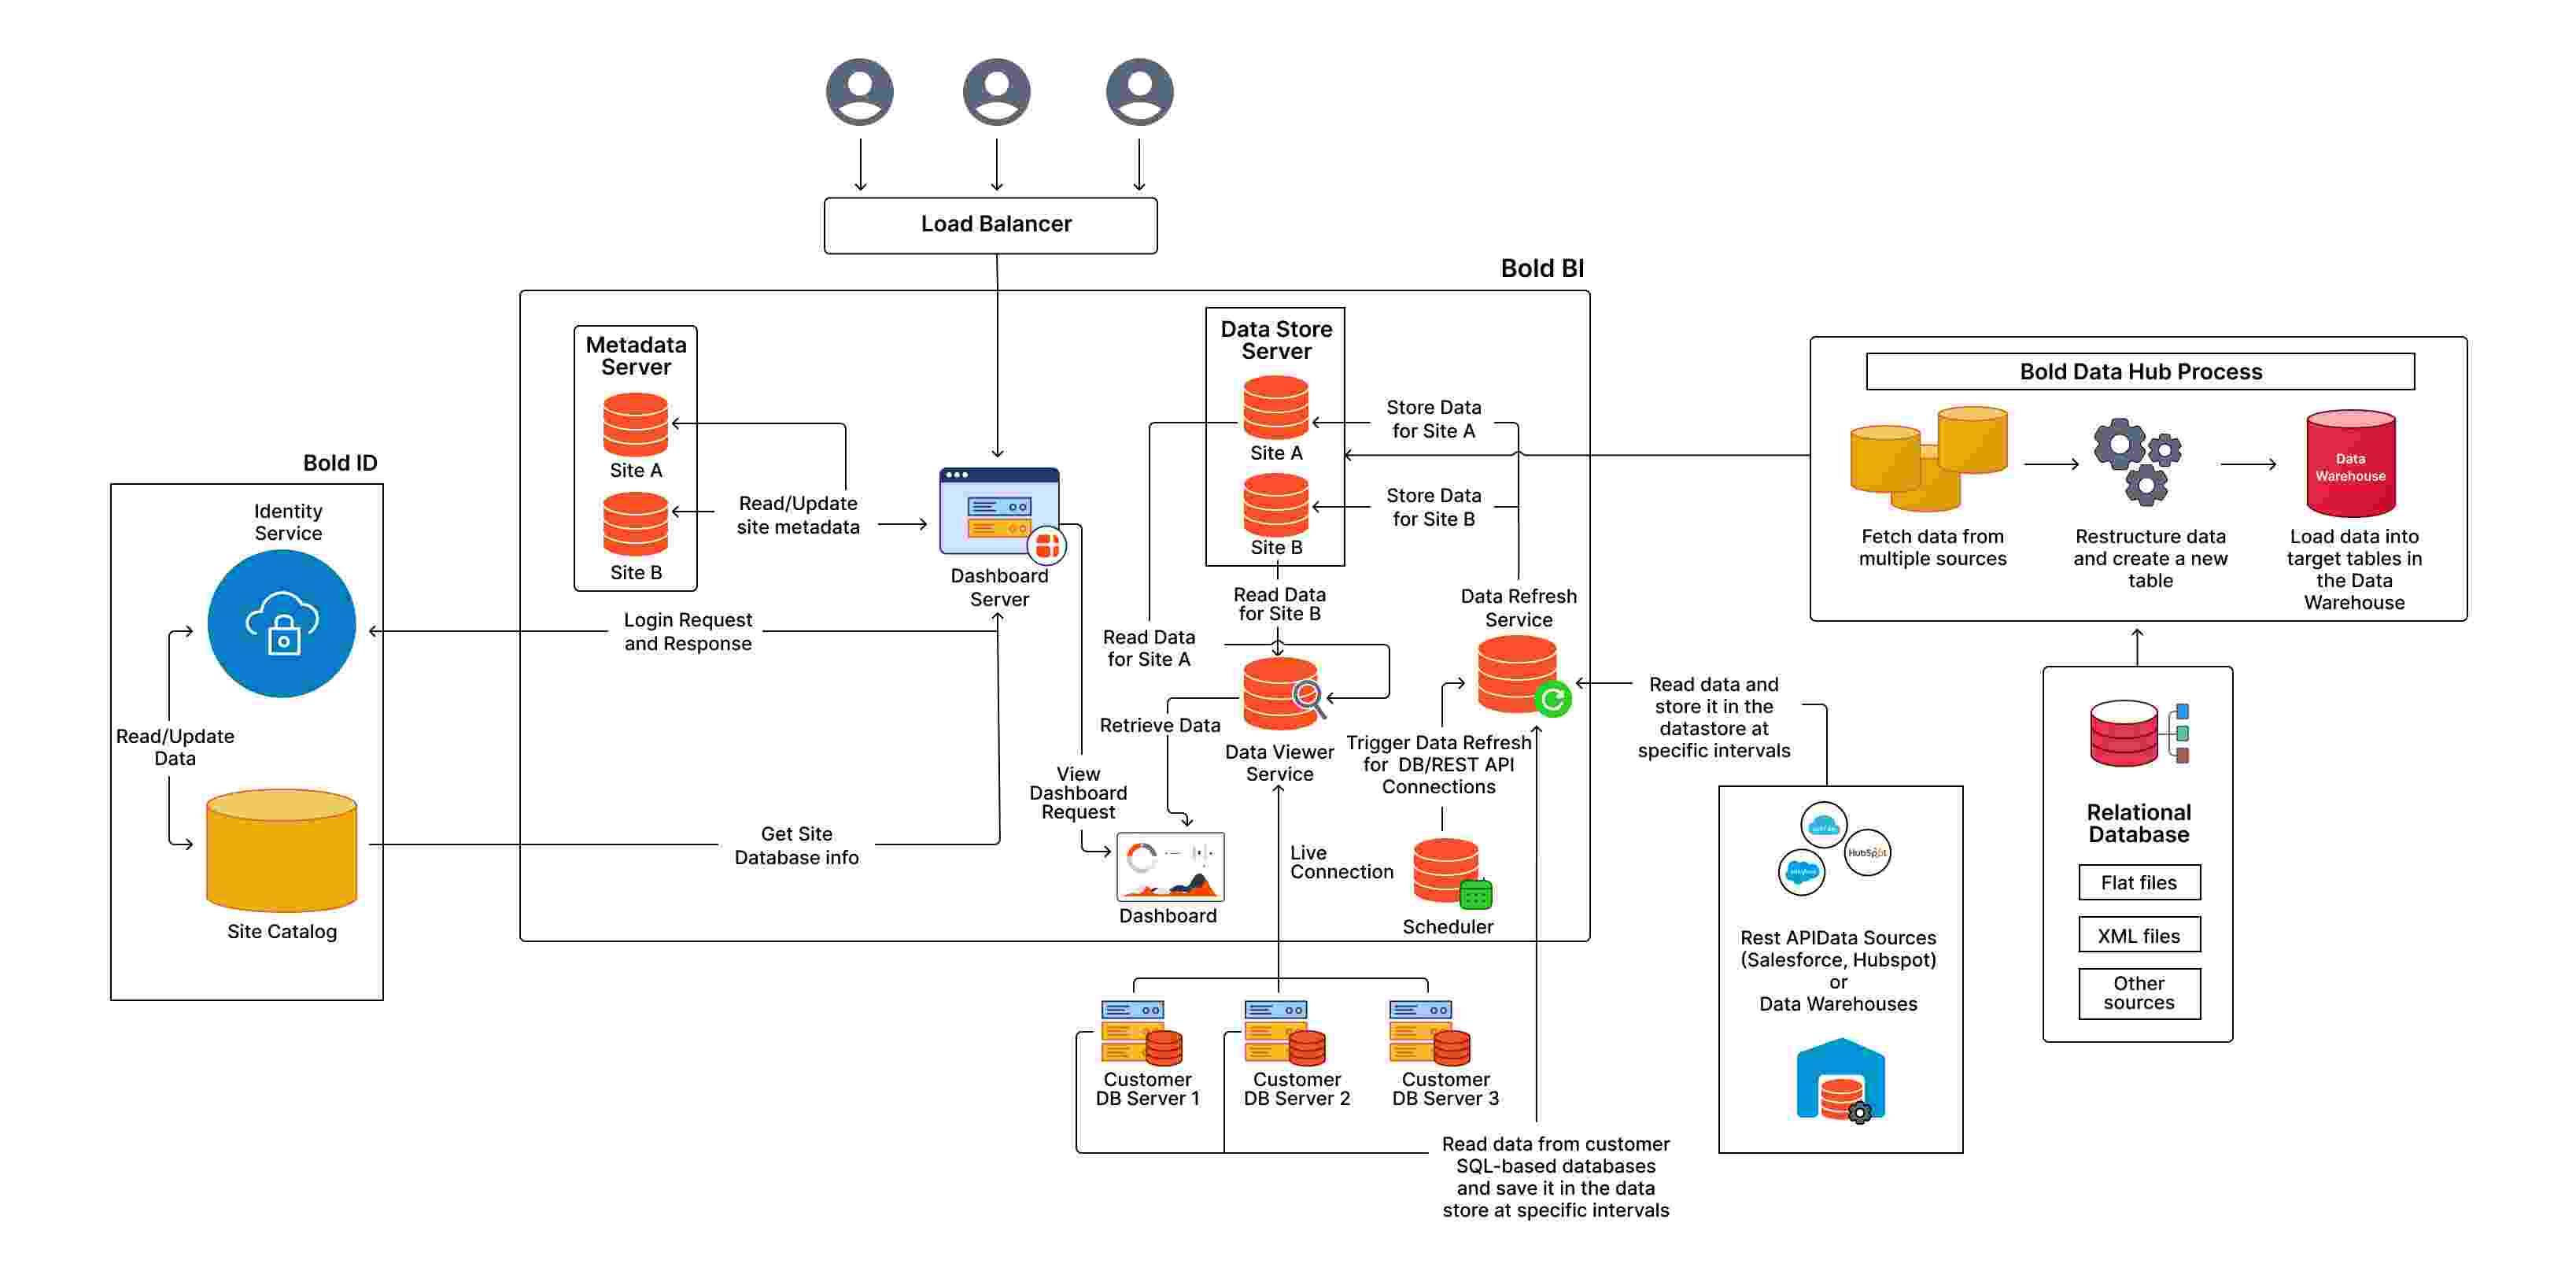 Load Balancer
Bold BI
Metadata
Server
Site A
Site B
Read/Update
site metadata
Dashboard
Server
Data Store
Server
Site A
Site B
Store Data
for Site A
Store Data
for Site B
Bold Data Hub Process
Data
Warehouse
Fetch data from
multiple sources
Restructure data
and create a new
table
Load data into
target tables in
the Data
Warehouse
Bold ID
Identity
Service
Read/Update
Data
Site Catalog
Login Request
and Response
Get Site
Database info
Read Data
for Site B
Read Data
for Site A
Data Refresh
Service
Retrieve Data
Data Viewer
Service
Trigger Data Refresh
for DB/REST API
Connections
View
Dashboard
Request
Dashboard
Live
Connection
Scheduler
Read data and
store it in the
datastore at
specific intervals
HubSpot
Rest APIData Sources
(Salesforce, Hubspot)
or
Data Warehouses
Relational
Database
Flat files
XML files
Other
sources
Customer
DB Server 1
Customer
DB Server 2
Customer
DB Server 3
Read data from customer
SQL-based databases
and save it in the data
store at specific intervals